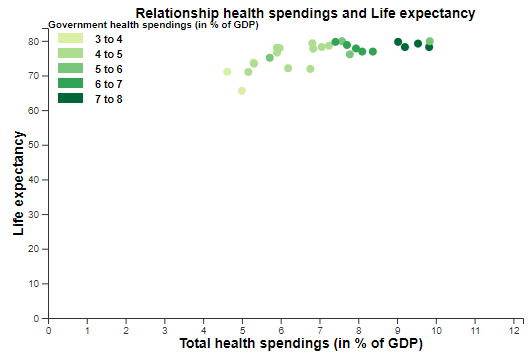 Relationship health spendings and Life expectancy
Government health spendings (in % of GDP)
3 to 4
4 to 5
5 to 6
6 to 7
7 to 8
80
70
60
50
40
30
20
10
0
Life expectancy
0 1 2 3 4 5 6 7 8 9 10 11 12
Total health spendings (in % of GDP)